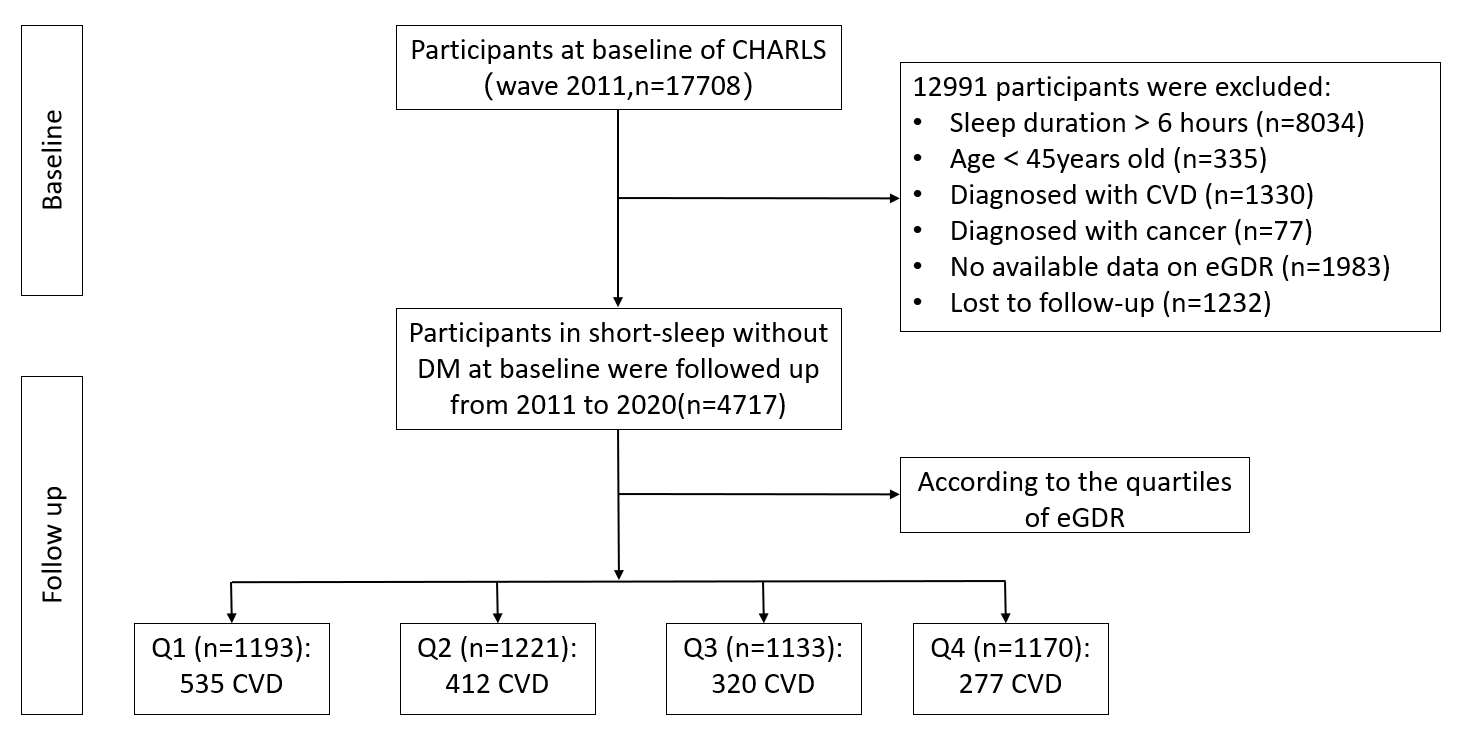 Baseline
Participants at baseline of CHARLS
(wave 2011,n=17708)
12991 participants were excluded:
• Sleep duration > 6 hours (n=8034)
• Age < 45years old (n=335)
• Diagnosed with CVD (n=1330)
• Diagnosed with cancer (n=77)
• No available data on eGDR (n=1983)
• Lost to follow-up (n=1232)
Participants in short-sleep without
DM at baseline were followed up
from 2011 to 2020(n=4717)
Follow up
According to the quartiles
of eGDR
Q1 (n=1193):
535 CVD
Q2 (n=1221):
412 CVD
Q3 (n=1133):
320 CVD
Q4 (n=1170):
277 CVD